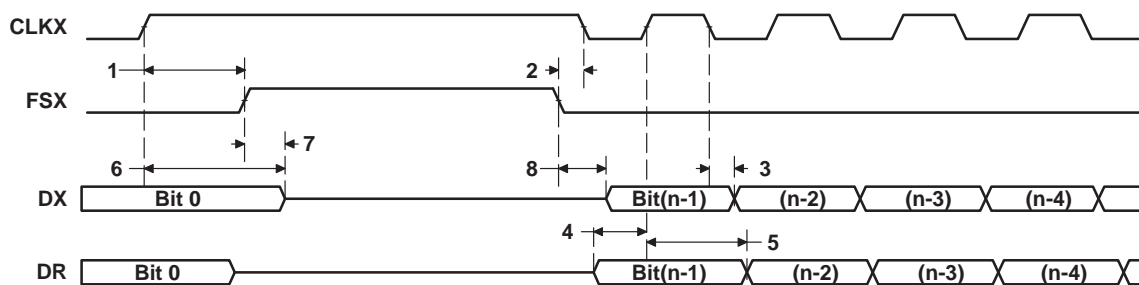 CLKX
1
2
FSX
7
6
8
3
DX
Bit 0
Bit(n-1)
(n-2)
(n-3)
(n-4)
4
5
DR
Bit 0
Bit(n-1)
(n-2)
(n-3)
(n-4)